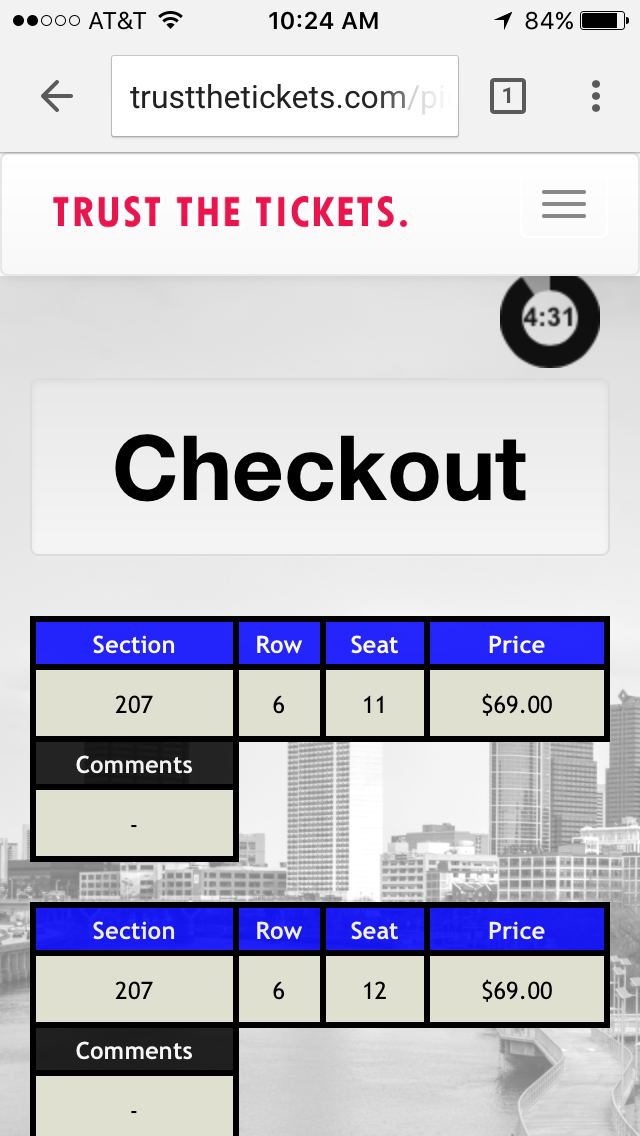 AT&T 10:24 AM 84%
trustthetickets.com/pi
1
TRUST THE TICKETS.
4:31
Checkout
Section Row Seat Price
207 6 11 $69.00
Comments
-
Section Row Seat Price
207 6 12 $69.00
Comments
-